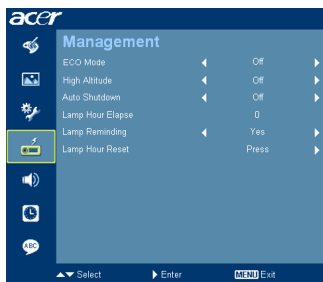 acer
Management
ECO Mode Off
High Altitude Off
Auto Shutdown Off
Lamp Hour Elapse 0
Lamp Reminding Yes
Lamp Hour Reset Press
ABC
Select Enter MENU Exit